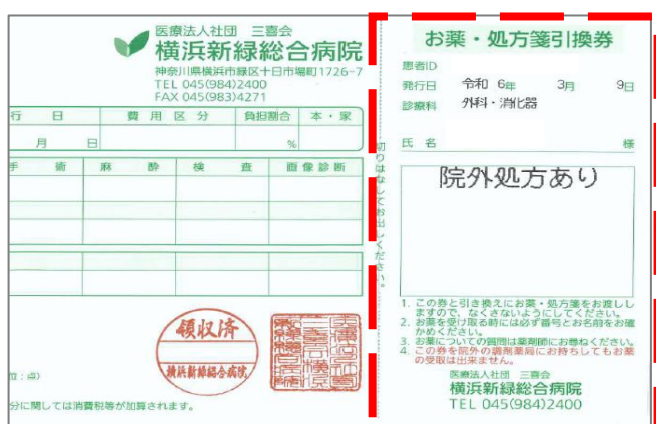 医療法人社団 三喜会
横浜新緑総合病院
神奈川県横浜市緑区十日市場町1726-7
TEL 045(984)2400
FAX 045(983)4271
行 日 費用区分 負担割合 本・家
月 日 %
手術 麻酔 検査 画像診断
領収済
横浜新緑総合病院
位：点)
分に関しては消費税等が加算されます。
切りはなしてお出しください。
お薬・処方箋引換券
患者ID
発行日 令和 6年 3月 9日
診療科 外科・消化器
氏名 様
院外処方あり
1. この券と引き換えにお薬・処方箋をお渡しし
ますので、なくさないようにしてください。
2. お薬を受け取る時には必ず番号とお名前をお確
かめください。
3. お薬についての質問は薬剤師にお尋ねください。
4. この券を院外の調剤薬局にお持ちしてもお薬
の受取は出来ません。
医療法人社団 三喜会
横浜新緑総合病院
TEL 045(984)2400